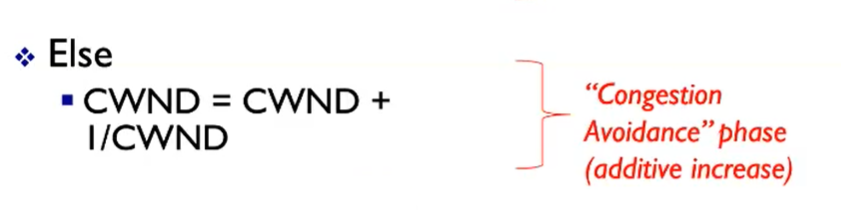 Else
CWND = CWND +
1/CWND
“Congestion
Avoidance” phase
(additive increase)